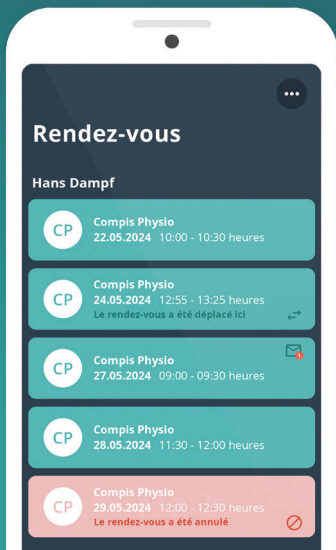 Rendez-vous
Hans Dampf
CP
Compis Physio
22.05.2024 10:00 - 10:30 heures
CP
Compis Physio
24.05.2024 12:55 - 13:25 heures
Le rendez-vous a été déplacé ici
CP
Compis Physio
27.05.2024 09:00 - 09:30 heures
1
CP
Compis Physio
28.05.2024 11:30 - 12:00 heures
CP
Compis Physio
29.05.2024 12:00 - 12:30 heures
Le rendez-vous a été annulé